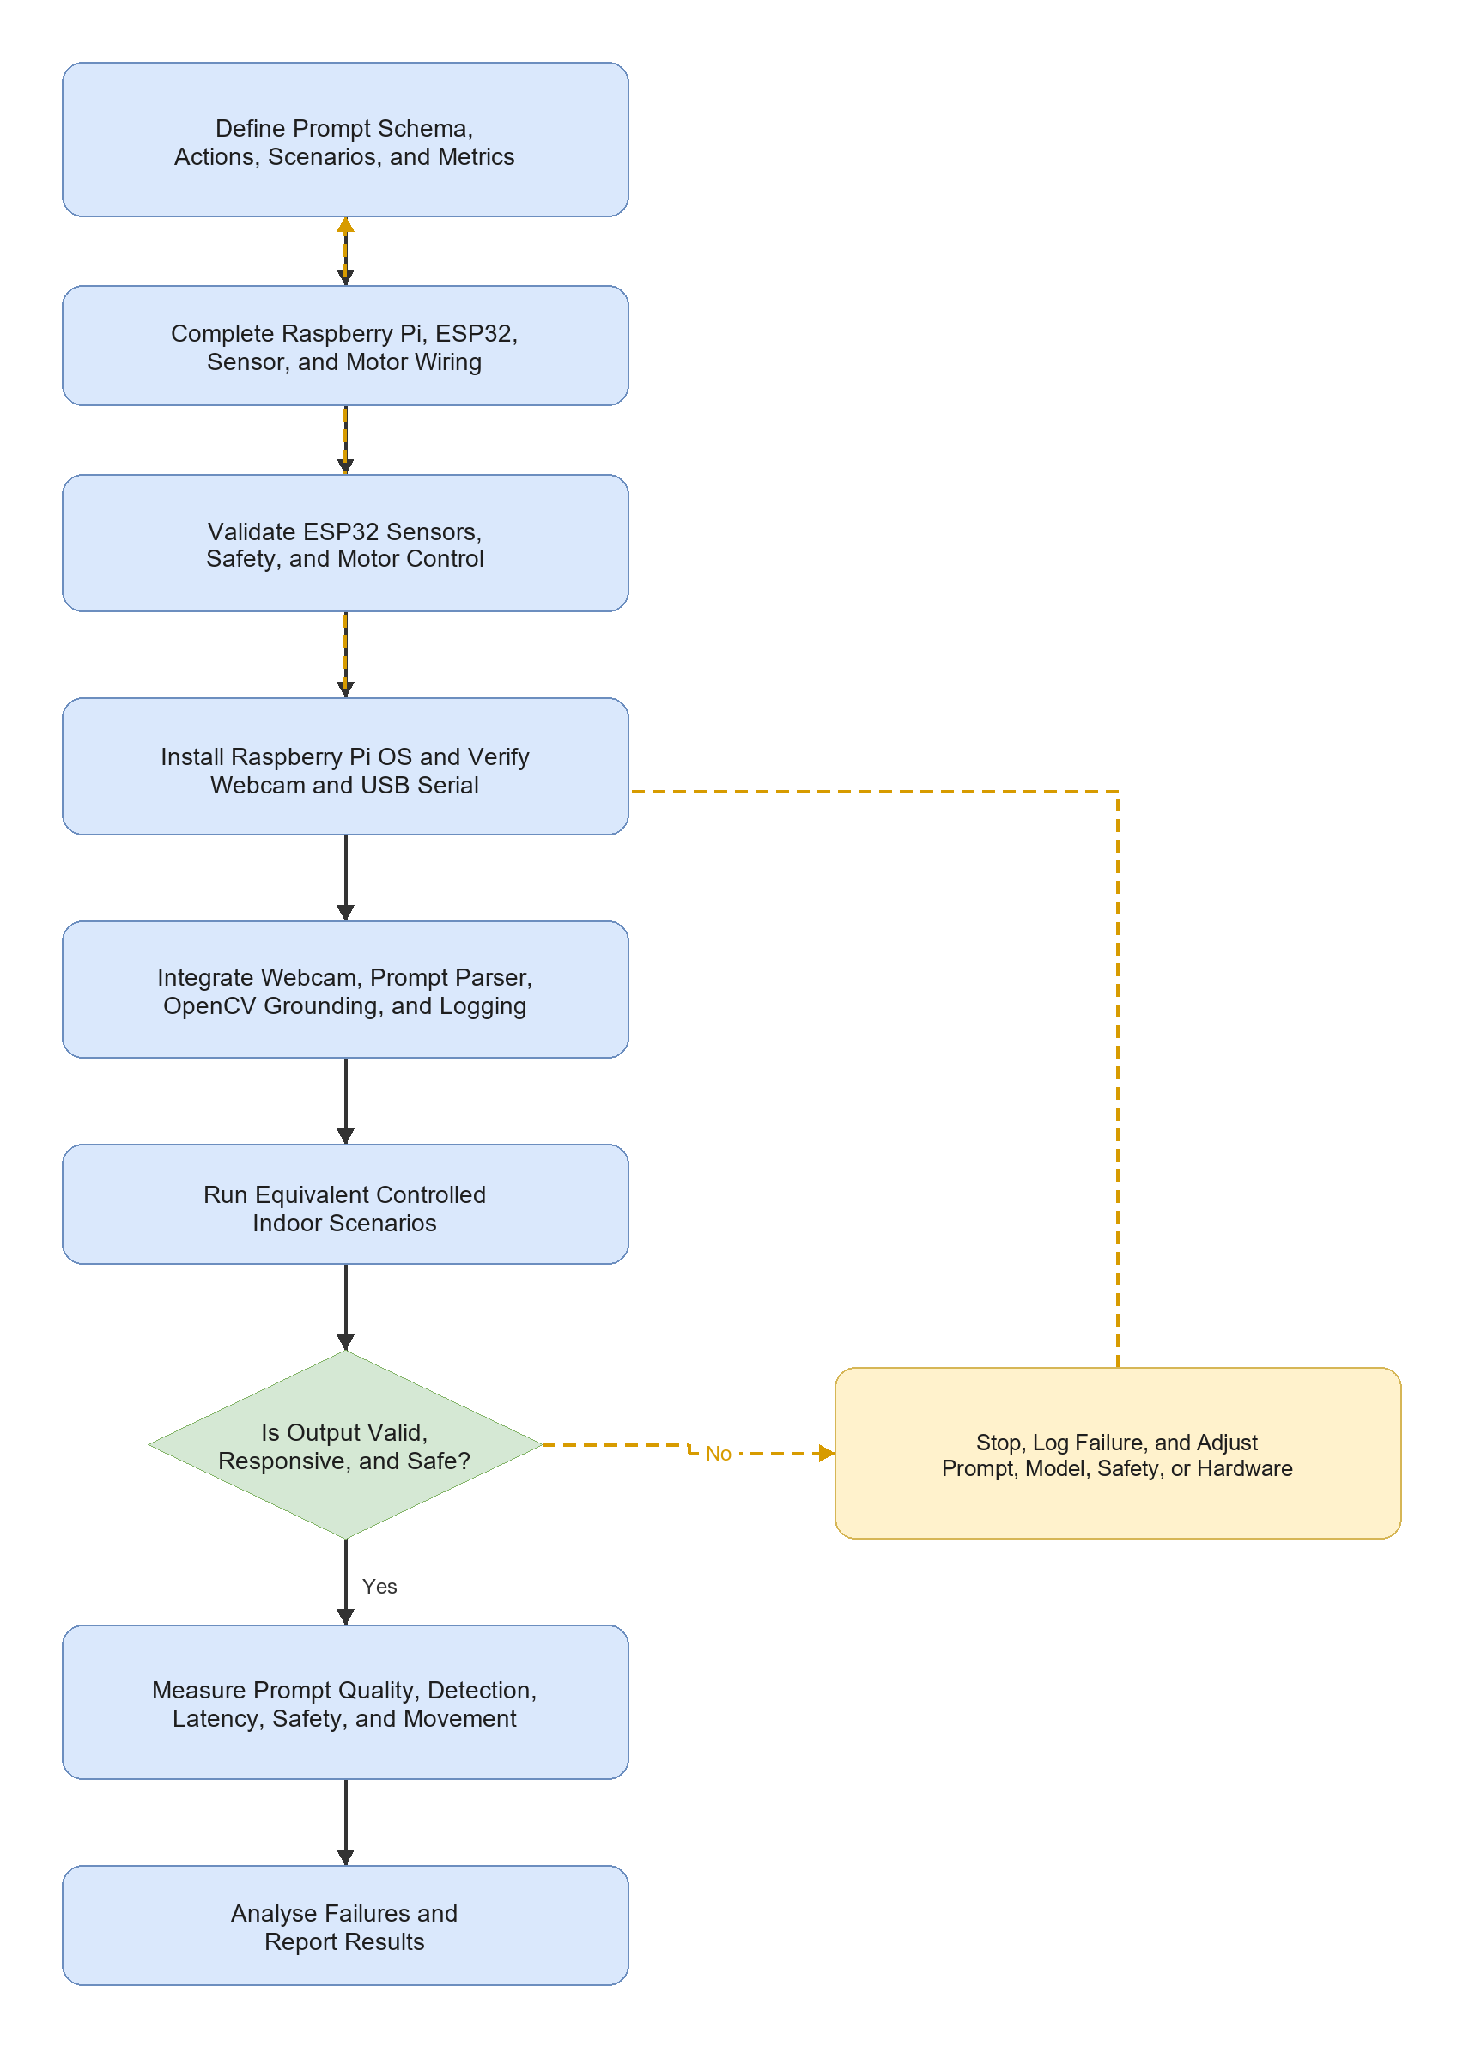 Define Prompt Schema,
Actions, Scenarios, and Metrics
Complete Raspberry Pi, ESP32,
Sensor, and Motor Wiring
Validate ESP32 Sensors,
Safety, and Motor Control
Install Raspberry Pi OS and Verify
Webcam and USB Serial
Integrate Webcam, Prompt Parser,
OpenCV Grounding, and Logging
Run Equivalent Controlled
Indoor Scenarios
Is Output Valid,
Responsive, and Safe?
No
Stop, Log Failure, and Adjust
Prompt, Model, Safety, or Hardware
Yes
Measure Prompt Quality, Detection,
Latency, Safety, and Movement
Analyse Failures and
Report Results